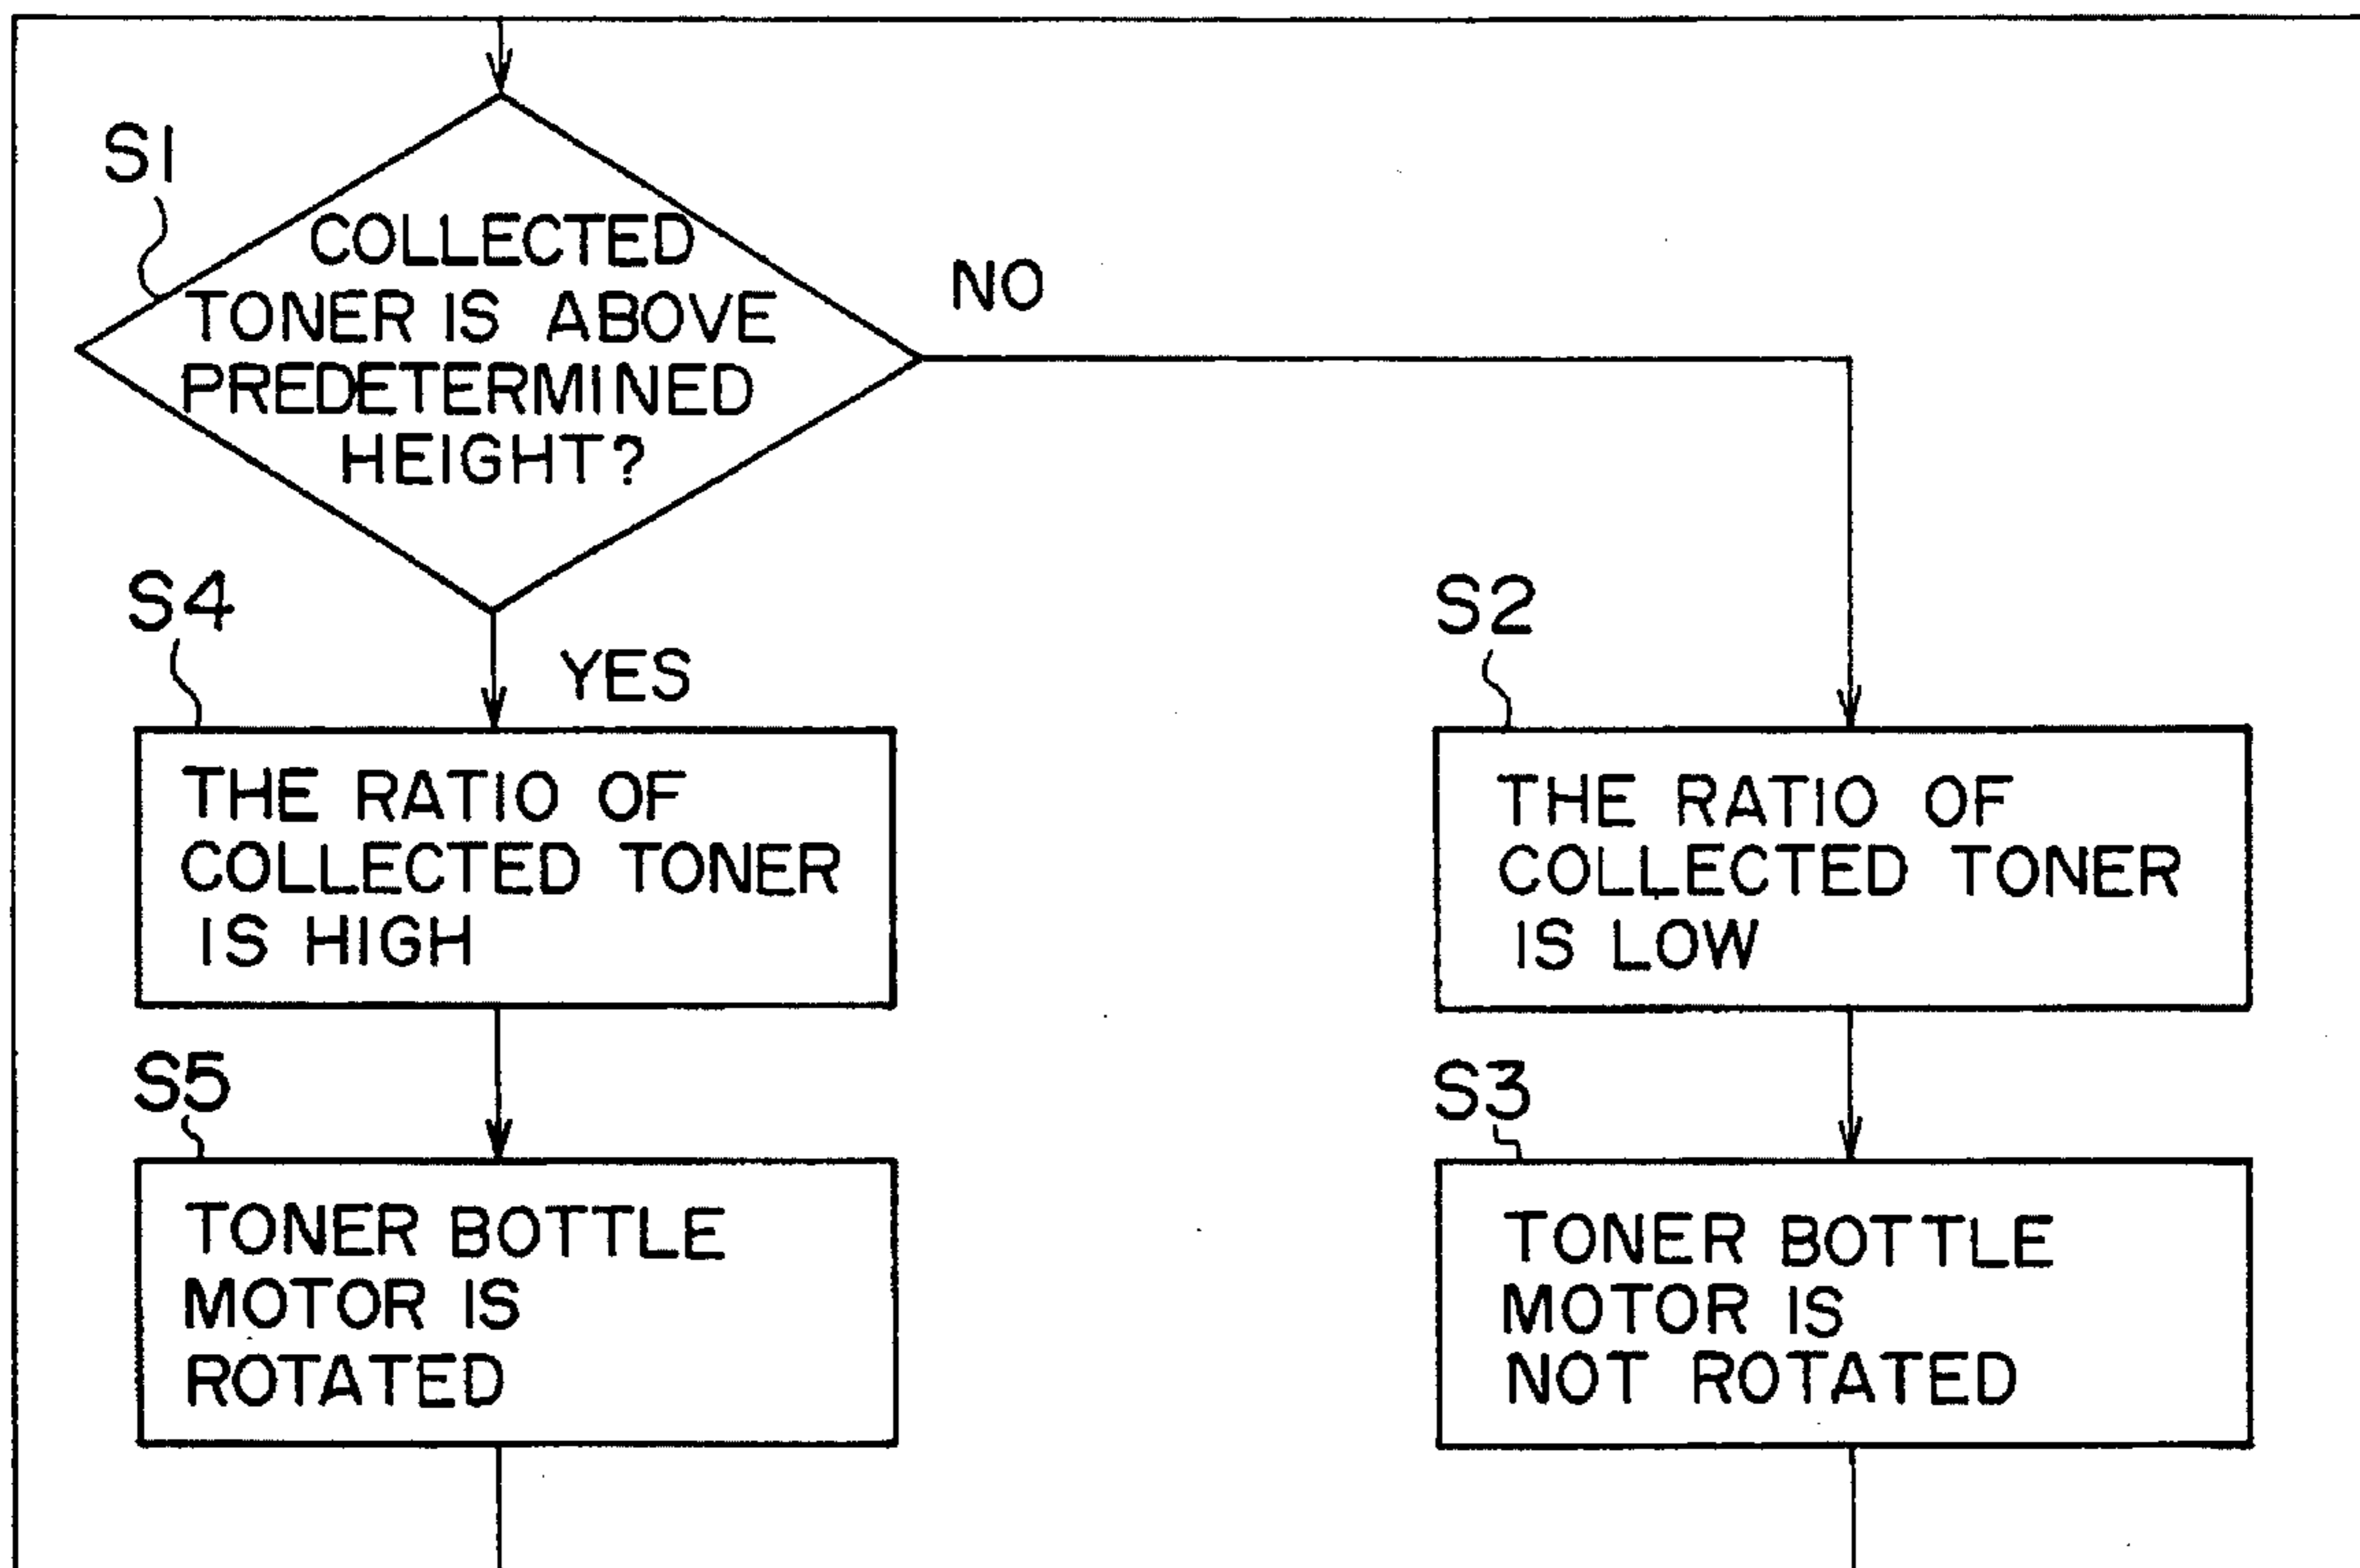 S1
COLLECTED
TONER IS ABOVE
PREDETERMINED
HEIGHT?
NO
YES
S4
THE RATIO OF
COLLECTED TONER
IS HIGH
S2
THE RATIO OF
COLLECTED TONER
IS LOW
S5
TONER BOTTLE
MOTOR IS
ROTATED
S3
TONER BOTTLE
MOTOR IS
NOT ROTATED